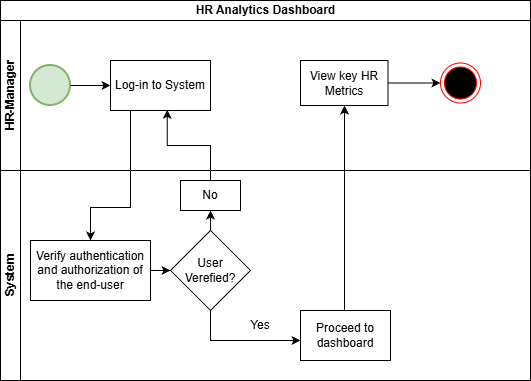 HR Analytics Dashboard
HR-Manager
Log-in to System
View key HR
Metrics
System
No
Verify authentication
and authorization of
the end-user
User
Verefied?
Yes
Proceed to
dashboard